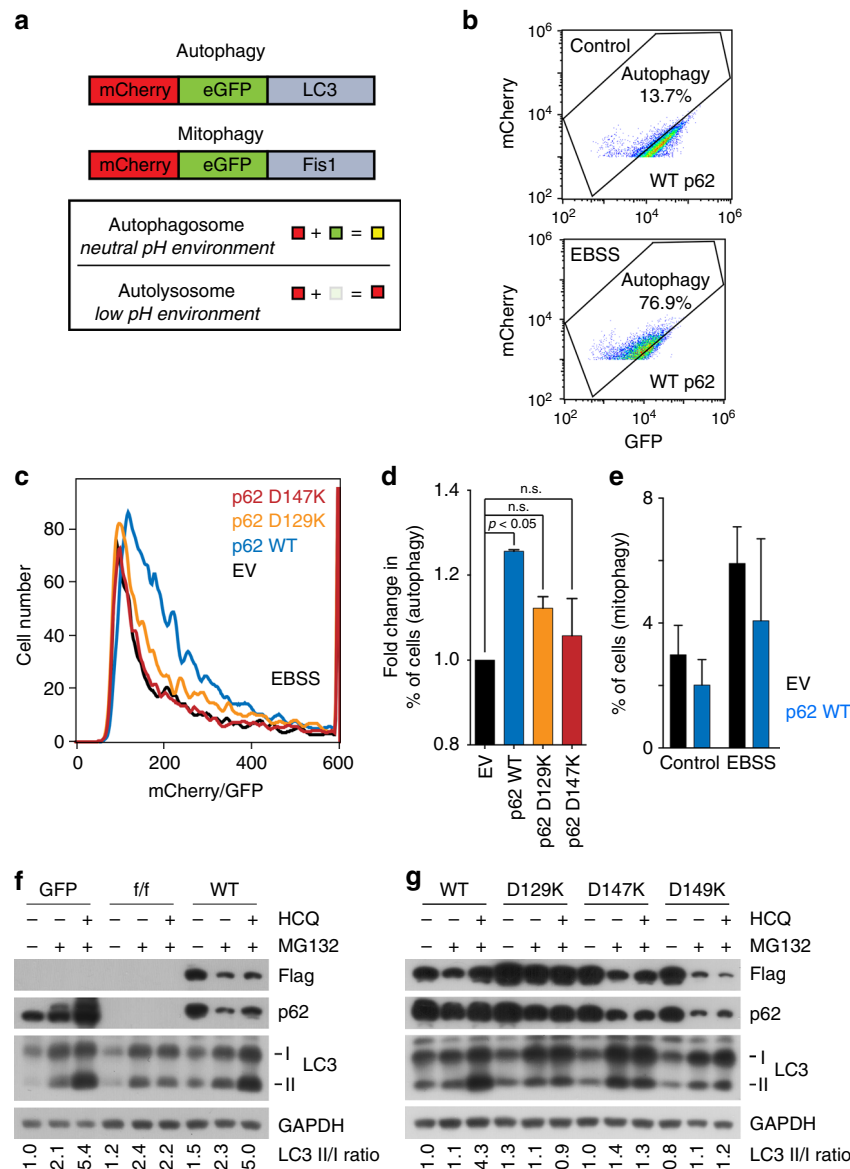 a
Autophagy
mCherry eGFP LC3
Mitophagy
mCherry eGFP Fis1
Autophagosome
neutral pH environment
+ =
Autolysosome
low pH environment
+ =
b
Control
Autophagy
13.7%
WT p62
mCherry
10⁶
10⁴
10²
10² 10⁴ 10⁶
EBSS
Autophagy
76.9%
WT p62
mCherry
10⁶
10⁴
10²
10² 10⁴ 10⁶
GFP
c
p62 D147K
p62 D129K
p62 WT
EV
EBSS
Cell number
80
60
40
20
0
0 200 400 600
mCherry/GFP
d
n.s.
n.s.
p < 0.05
Fold change in
% of cells (autophagy)
1.4
1.2
1.0
0.8
EV
p62 WT
p62 D129K
p62 D147K
e
% of cells (mitophagy)
8
4
0
Control EBSS
EV
p62 WT
f
GFP f/f WT
– – + – – + – – + HCQ
– + + – + + – + + MG132
Flag
p62
-I
LC3
-II
GAPDH
1.0 2.1 5.4 1.2 2.4 2.2 1.5 2.3 5.0 LC3 II/I ratio
g
WT D129K D147K D149K
– – + – – + – – + – – + HCQ
– + + – + + – + + – + + MG132
Flag
p62
-I
LC3
-II
GAPDH
1.0 1.1 4.3 1.3 1.1 0.9 1.0 1.4 1.3 0.8 1.1 1.2 LC3 II/I ratio